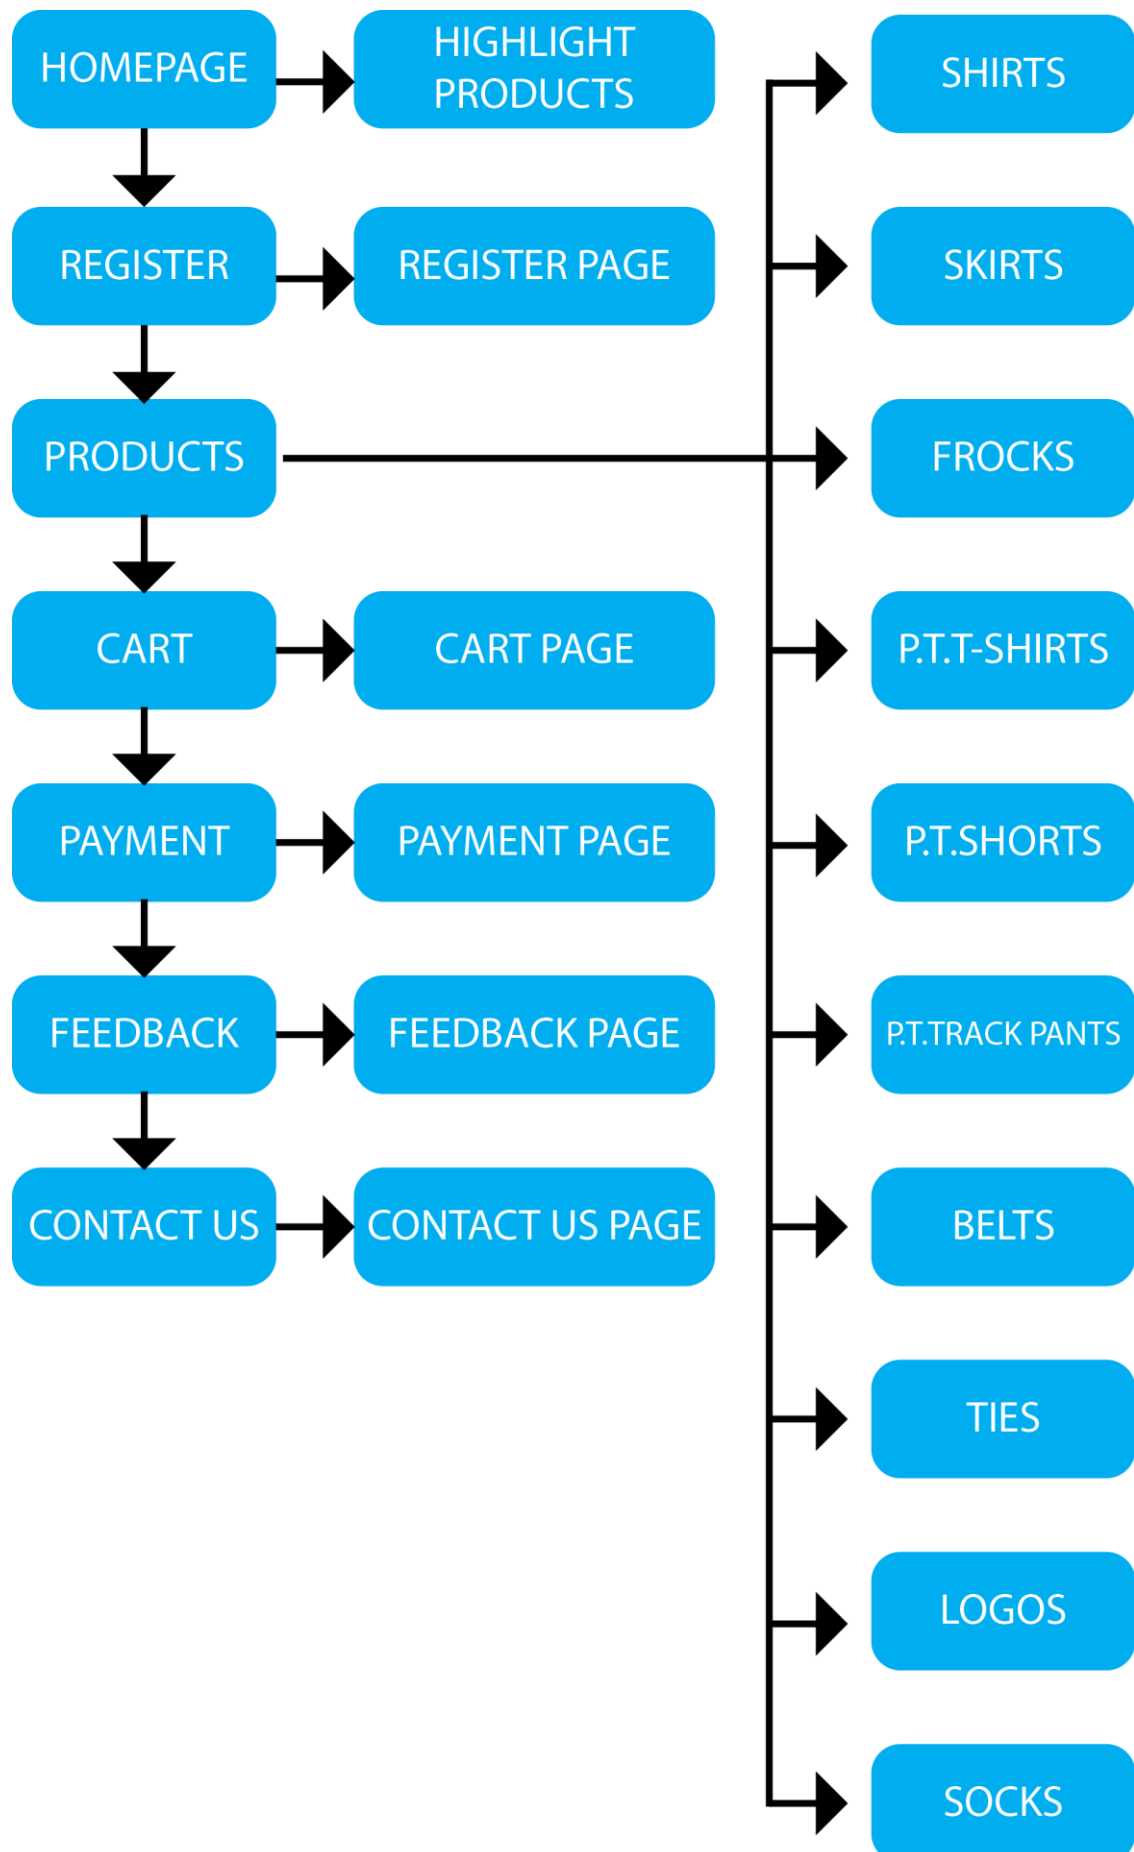 HOMEPAGE
HIGHLIGHT
PRODUCTS
SHIRTS
REGISTER
REGISTER PAGE
SKIRTS
PRODUCTS
FROCKS
CART
CART PAGE
P.T.T-SHIRTS
PAYMENT
PAYMENT PAGE
P.T.SHORTS
FEEDBACK
FEEDBACK PAGE
P.T.TRACK PANTS
CONTACT US
CONTACT US PAGE
BELTS
TIES
LOGOS
SOCKS